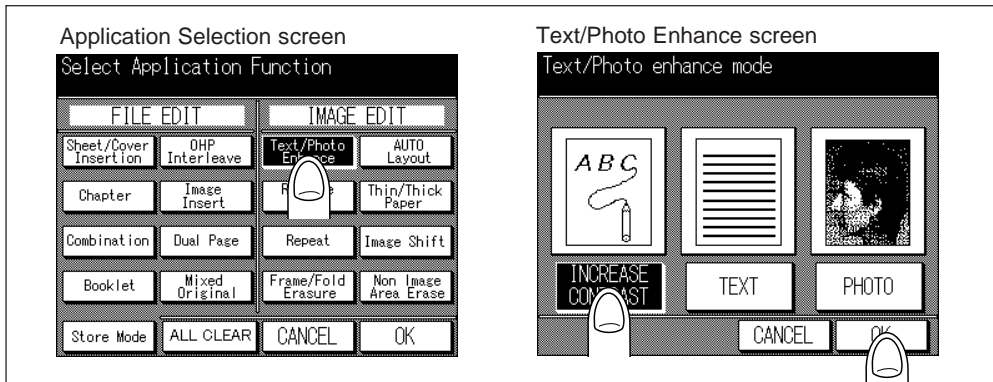 Application Selection screen
Select Application Function
FILE EDIT
IMAGE EDIT
Sheet/Cover
Insertion
OHP
Interleave
Text/Photo
Enhance
AUTO
Layout
Chapter
Image
Insert
Thin/Thick
Paper
Combination
Dual Page
Repeat
Image Shift
Booklet
Mixed
Original
Frame/Fold
Erasure
Non Image
Area Erase
Store Mode
ALL CLEAR
CANCEL
OK
Text/Photo Enhance screen
Text/Photo enhance mode
ABC
INCREASE
CONTRAST
TEXT
PHOTO
CANCEL
OK